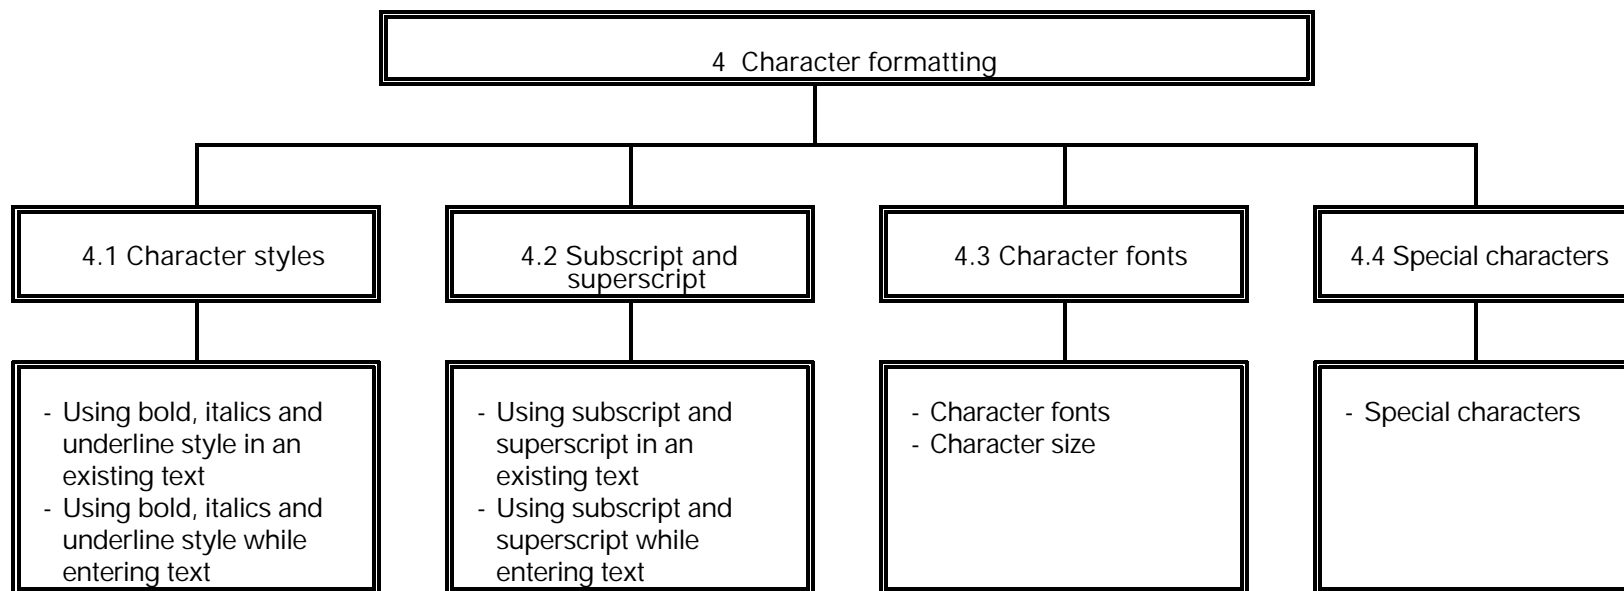 4 Character formatting
4.1 Character styles
4.2 Subscript and
superscript
4.3 Character fonts
4.4 Special characters
- Using bold, italics and
underline style in an
existing text
- Using bold, italics and
underline style while
entering text
- Using subscript and
superscript in an
existing text
- Using subscript and
superscript while
entering text
- Character fonts
- Character size
- Special characters